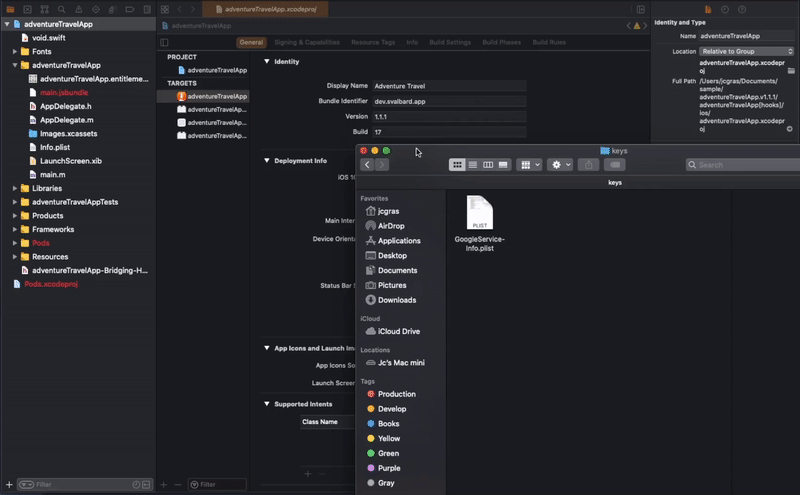 adventureTravelApp.xcodeproj
adventureTravelApp
void.swift
Fonts
adventureTravelApp
adventureTravelApp.entitleme...
main.jsbundle
AppDelegate.h
AppDelegate.m
Images.xcassets
Info.plist
LaunchScreen.xib
main.m
Libraries
adventureTravelAppTests
Products
Frameworks
Pods
Resources
adventureTravelApp-Bridging-H...
Pods.xcodeproj
Filter
adventureTravelApp
General
Signing & Capabilities
Resource Tags
Info
Build Settings
Build Phases
Build Rules
PROJECT
adventureTravelApp
TARGETS
adventureTravelApp
adventureTravelA...
adventureTravelA...
adventureTravelA...
Filter
Identity
Display Name Adventure Travel
Bundle Identifier dev.svalbard.app
Version 1.1.1
Build 17
Deployment Info
iOS 10
Main Inter
Device Orienta
Status Bar S
App Icons and Launch Ima
App Icons So
Launch Screen
Supported Intents
Class Name
Identity and Type
Name adventureTravelApp
Location Relative to Group
adventureTravelApp.xcodeproj
Full Path /Users/jcgras/Documents/
sample/
adventureTravelApp.v1.1.1/
adventureTravelApp[hooks]/
ios/
adventureTravelApp.xcodeproj
keys
Search
keys
Favorites
jcgras
AirDrop
Applications
Desktop
Documents
Pictures
Downloads
iCloud
iCloud Drive
Locations
Jc's Mac mini
Tags
Production
Develop
Books
Yellow
Green
Purple
Gray
PLIST
GoogleService-
Info.plist